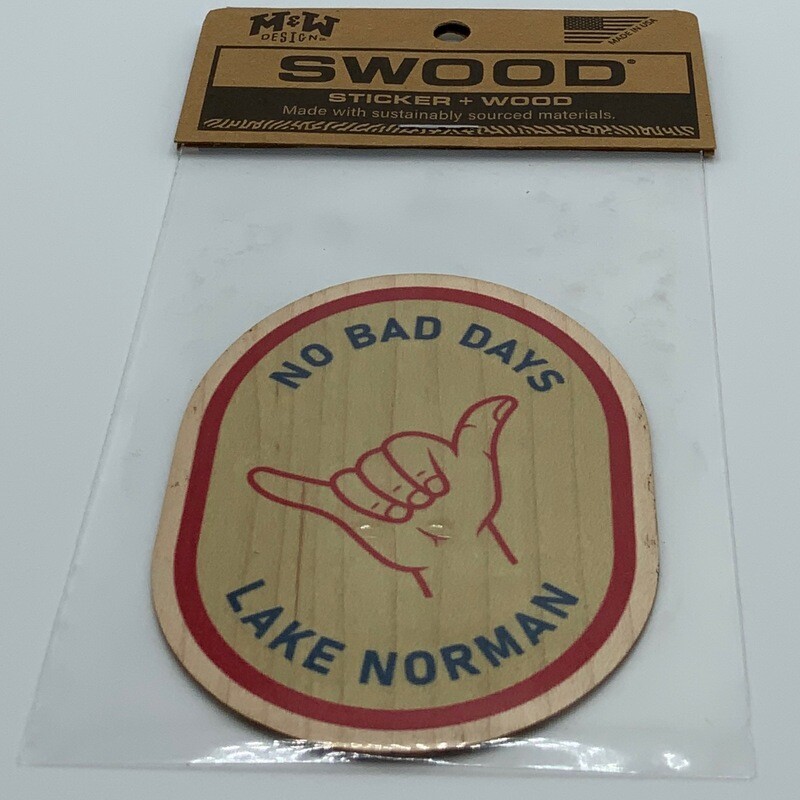 M&W
DESIGN
MADE IN USA
SWOOD®
STICKER + WOOD
Made with sustainably sourced materials.
NO BAD DAYS
LAKE NORMAN